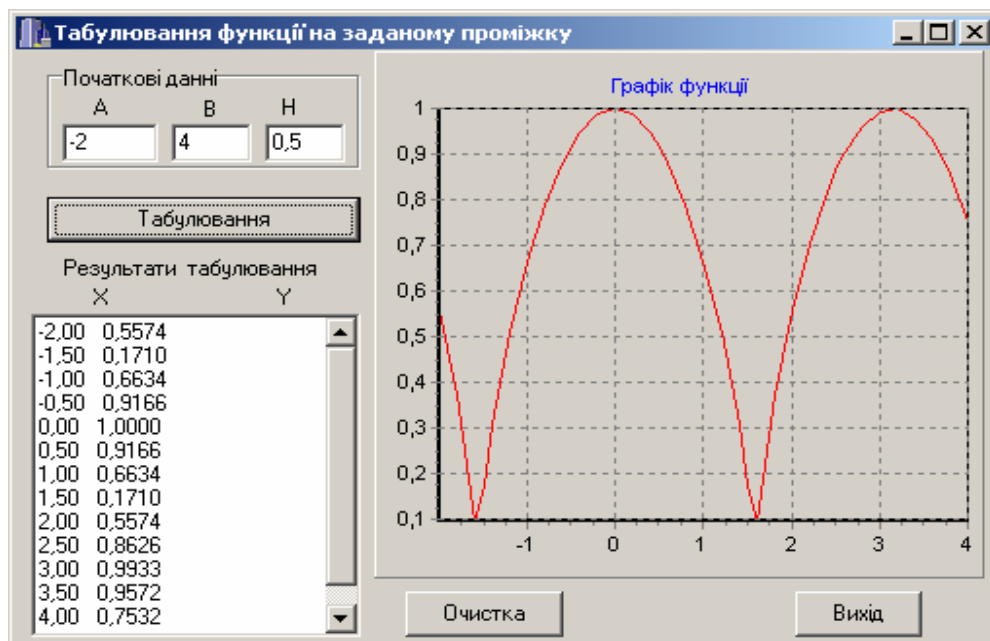 Табулювання функції на заданому проміжку
Початкові данні
А В Н
-2 4 0,5
Табулювання
Результати табулювання
X Y
-2,00 0,5574
-1,50 0,1710
-1,00 0,6634
-0,50 0,9166
0,00 1,0000
0,50 0,9166
1,00 0,6634
1,50 0,1710
2,00 0,5574
2,50 0,8626
3,00 0,9933
3,50 0,9572
4,00 0,7532
Графік функції
1
0,9
0,8
0,7
0,6
0,5
0,4
0,3
0,2
0,1
-1 0 1 2 3 4
Очистка Вихід